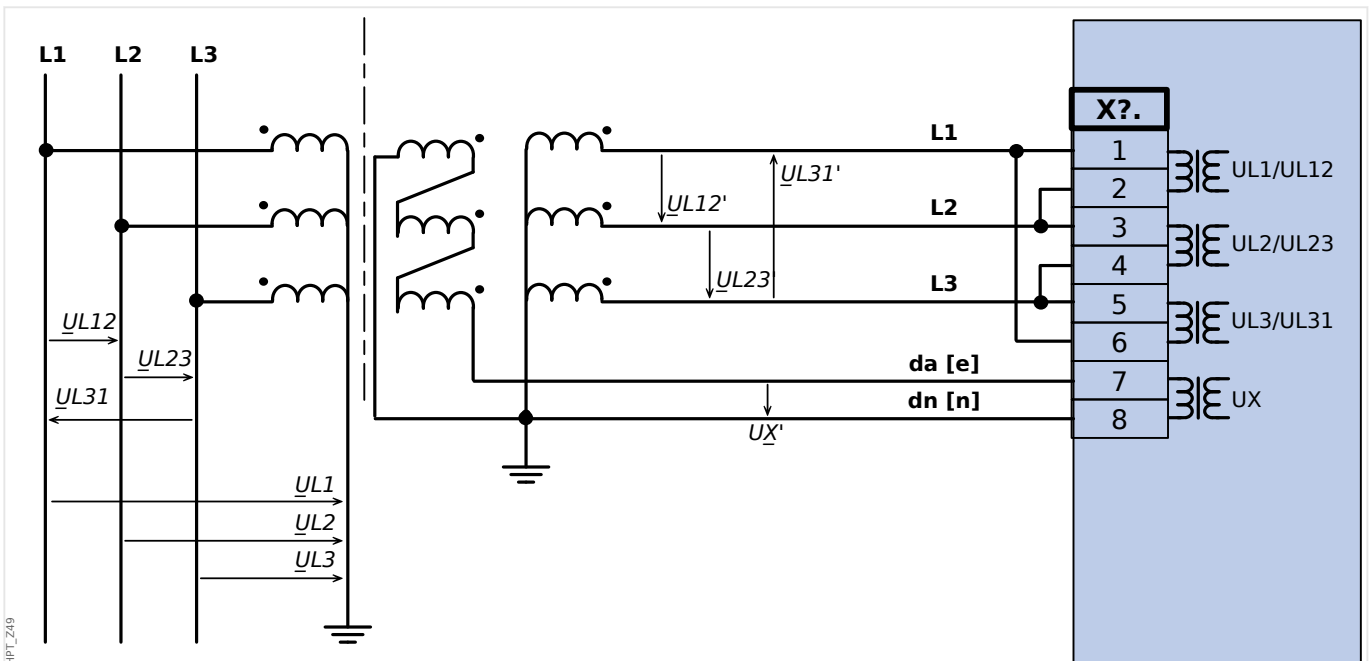 L1 L2 L3
X?.
L1
1
UL31'
UL1/UL12
2
UL12'
L2
3
UL2/UL23
4
UL23'
L3
5
UL12
UL3/UL31
6
UL23
da [e]
7
UL31
dn [n]
UX
8
UX'
UL1
UL2
UL3
HPT_Z49